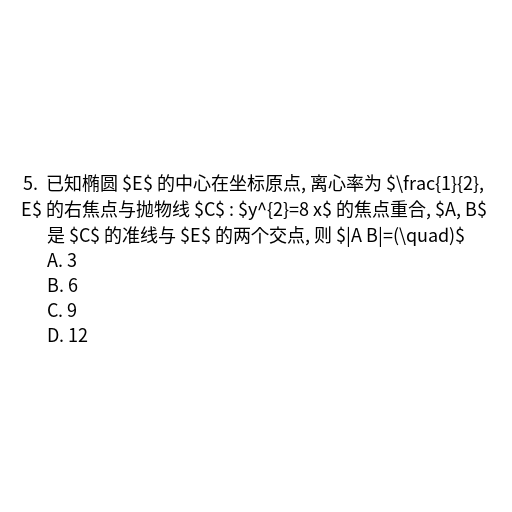 5. 已知椭圆 $E$ 的中心在坐标原点, 离心率为 $\frac{1}{2},
E$ 的右焦点与抛物线 $C$ : $y^{2}=8 x$ 的焦点重合, $A, B$
是 $C$ 的准线与 $E$ 的两个交点, 则 $|A B|=(\quad)$
A. 3
B. 6
C. 9
D. 12